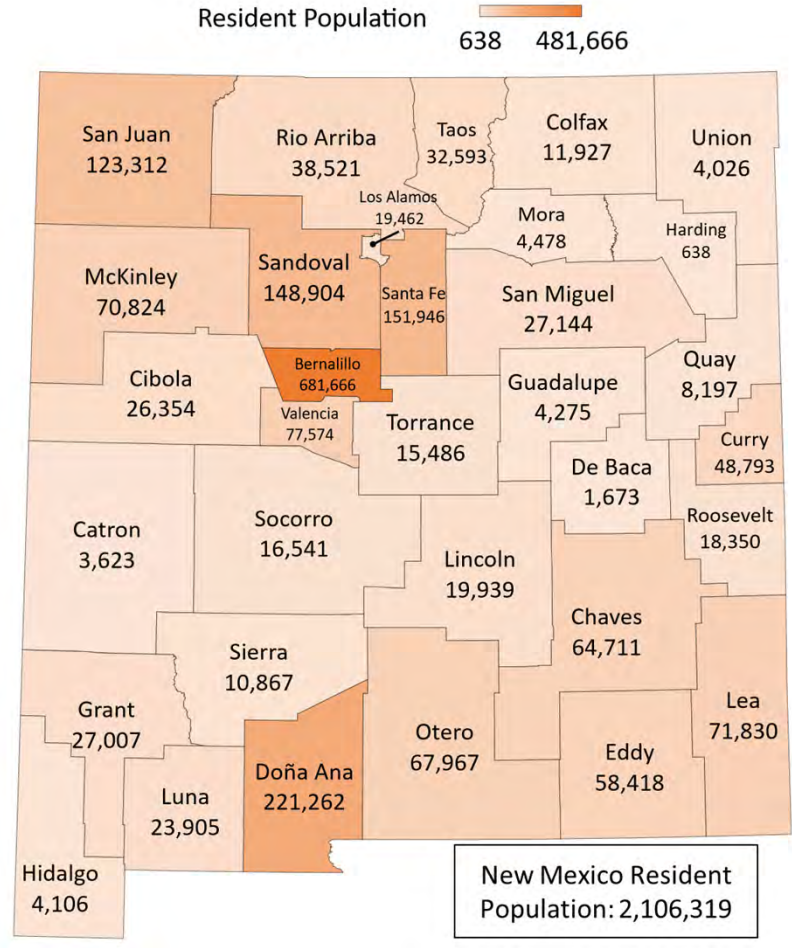 Resident Population
638 481,666
San Juan
123,312
Rio Arriba
38,521
Taos
32,593
Colfax
11,927
Union
4,026
Los Alamos
19,462
Mora
4,478
Harding
638
McKinley
70,824
Sandoval
148,904
Santa Fe
151,946
San Miguel
27,144
Bernalillo
681,666
Cibola
26,354
Valencia
77,574
Torrance
15,486
Guadalupe
4,275
Quay
8,197
Curry
48,793
De Baca
1,673
Roosevelt
18,350
Catron
3,623
Socorro
16,541
Lincoln
19,939
Chaves
64,711
Sierra
10,867
Grant
27,007
Doña Ana
221,262
Otero
67,967
Eddy
58,418
Lea
71,830
Luna
23,905
Hidalgo
4,106
New Mexico Resident
Population: 2,106,319